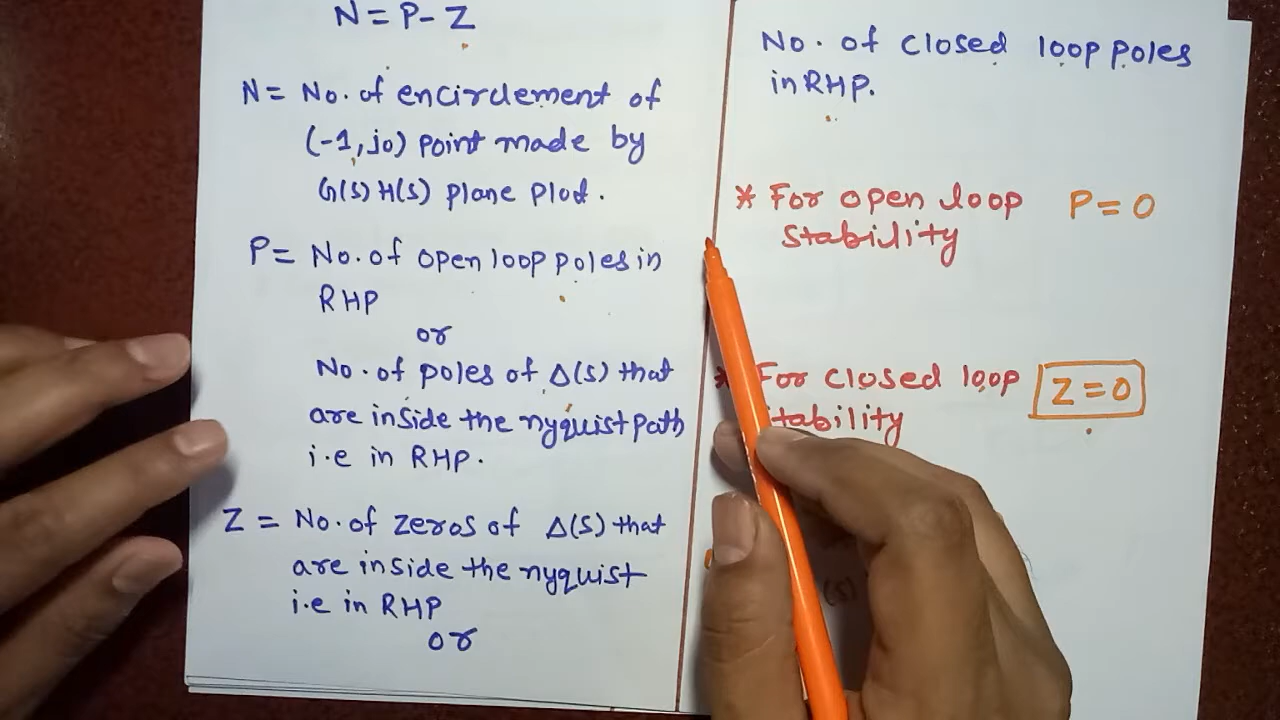 N = P - Z
N = No. of encirclement of
(-1, jo) point made by
G(s) H(s) plane Plot.
P = No. of open loop poles in
RHP
or
No. of poles of Δ(s) that
are inside the nyquist path
i.e in RHP.
Z = No. of zeros of Δ(s) that
are inside the nyquist
i.e in RHP
or
No. of closed loop poles
in RHP.
* For open loop P = 0
stability
* For closed loop Z = 0
stability
(s)